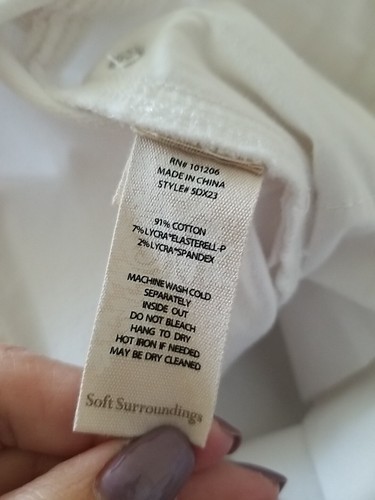 RN# 101206
MADE IN CHINA
STYLE# 5DX23
91% COTTON
7% LYCRA®ELASTERELL-P
2% LYCRA®SPANDEX
MACHINE WASH COLD
SEPARATELY
INSIDE OUT
DO NOT BLEACH
HANG TO DRY
HOT IRON IF NEEDED
MAY BE DRY CLEANED
Soft Surroundings